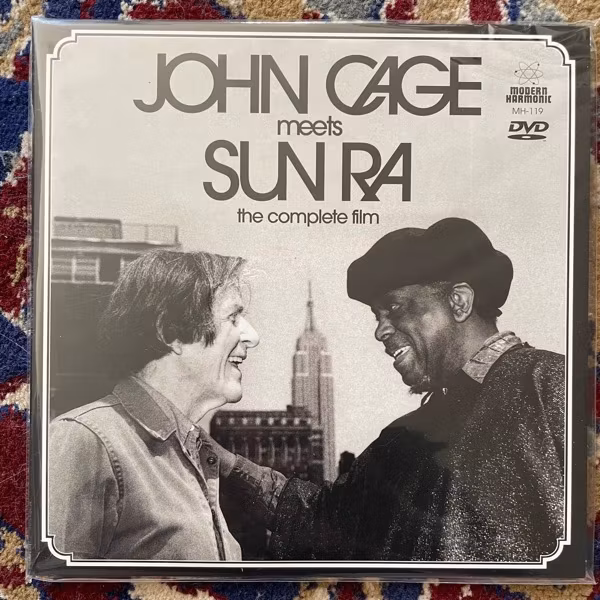 JOHN CAGE
meets
SUN RA
the complete film
MODERN
HARMONIC
MH-119
DVD